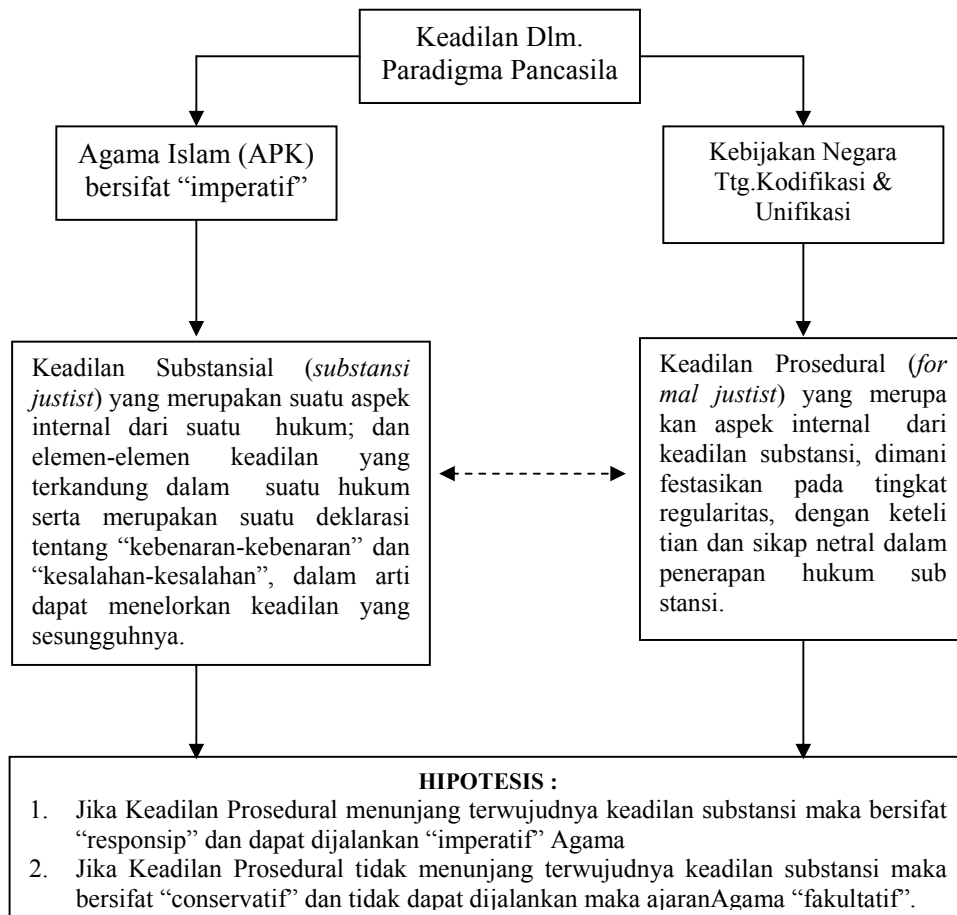 Keadilan Dlm.
Paradigma Pancasila
Agama Islam (APK)
bersifat “imperatif”
Kebijakan Negara
Ttg.Kodifikasi &
Unifikasi
Keadilan Substansial (substansi
justist) yang merupakan suatu aspek
internal dari suatu hukum; dan
elemen-elemen keadilan yang
terkandung dalam suatu hukum
serta merupakan suatu deklarasi
tentang “kebenaran-kebenaran” dan
“kesalahan-kesalahan”, dalam arti
dapat menelorkan keadilan yang
sesungguhnya.
Keadilan Prosedural (for
mal justist) yang merupa
kan aspek internal dari
keadilan substansi, dimani
festasikan pada tingkat
regularitas, dengan keteli
tian dan sikap netral dalam
penerapan hukum sub
stansi.
HIPOTESIS :
1. Jika Keadilan Prosedural menunjang terwujudnya keadilan substansi maka bersifat
“responsip” dan dapat dijalankan “imperatif” Agama
2. Jika Keadilan Prosedural tidak menunjang terwujudnya keadilan substansi maka
bersifat “conservatif” dan tidak dapat dijalankan maka ajaranAgama “fakultatif”.